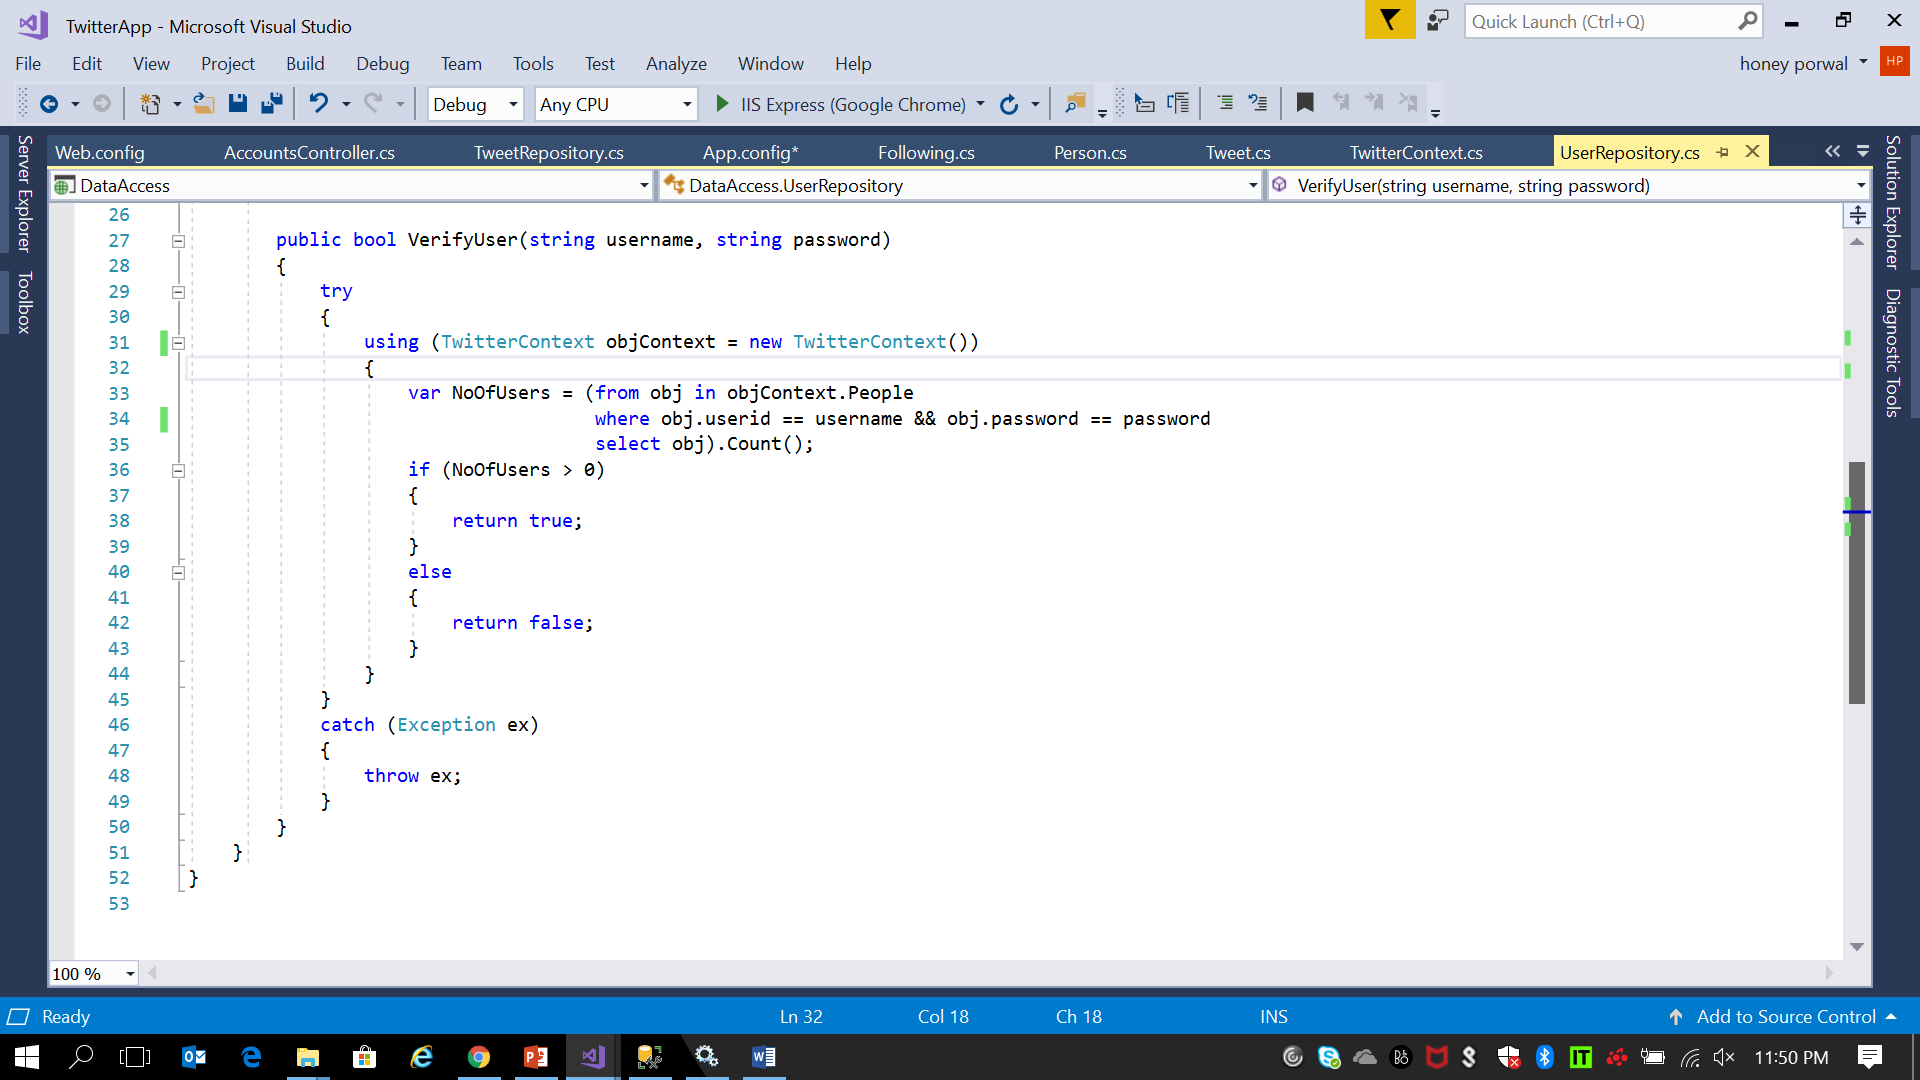 TwitterApp - Microsoft Visual Studio
Quick Launch (Ctrl+Q)
File Edit View Project Build Debug Team Tools Test Analyze Window Help
honey porwal HP
Debug Any CPU IIS Express (Google Chrome)
Server Explorer
Toolbox
Web.config AccountsController.cs TweetRepository.cs App.config* Following.cs Person.cs Tweet.cs TwitterContext.cs UserRepository.cs
DataAccess DataAccess.UserRepository VerifyUser(string username, string password)
26
27 public bool VerifyUser(string username, string password)
28 {
29 try
30 {
31 using (TwitterContext objContext = new TwitterContext())
32 {
33 var NoOfUsers = (from obj in objContext.People
34 where obj.userid == username && obj.password == password
35 select obj).Count();
36 if (NoOfUsers > 0)
37 {
38 return true;
39 }
40 else
41 {
42 return false;
43 }
44 }
45 }
46 catch (Exception ex)
47 {
48 throw ex;
49 }
50 }
51 }
52 }
53
Solution Explorer
Diagnostic Tools
100 %
Ready Ln 32 Col 18 Ch 18 INS Add to Source Control
11:50 PM